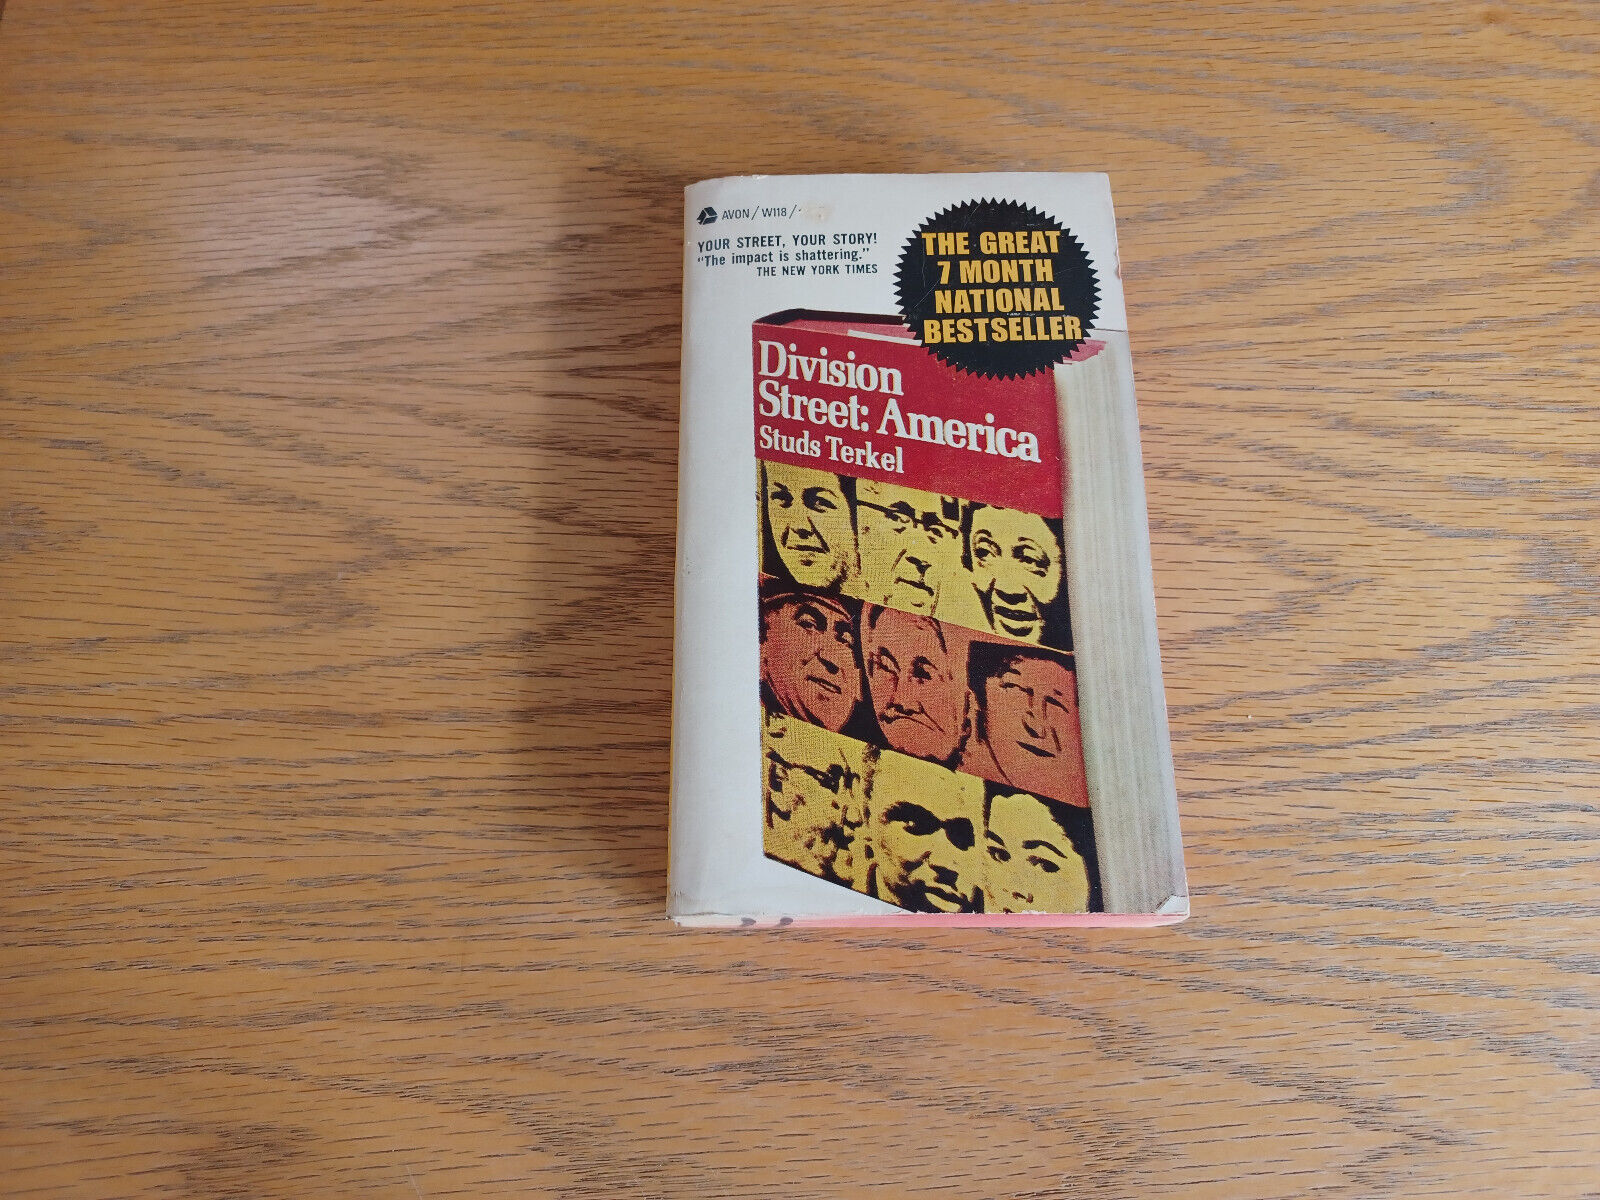 AVON / W118 /
YOUR STREET, YOUR STORY!
"The impact is shattering."
THE NEW YORK TIMES
THE GREAT
7 MONTH
NATIONAL
BESTSELLER
Division
Street: America
Studs Terkel